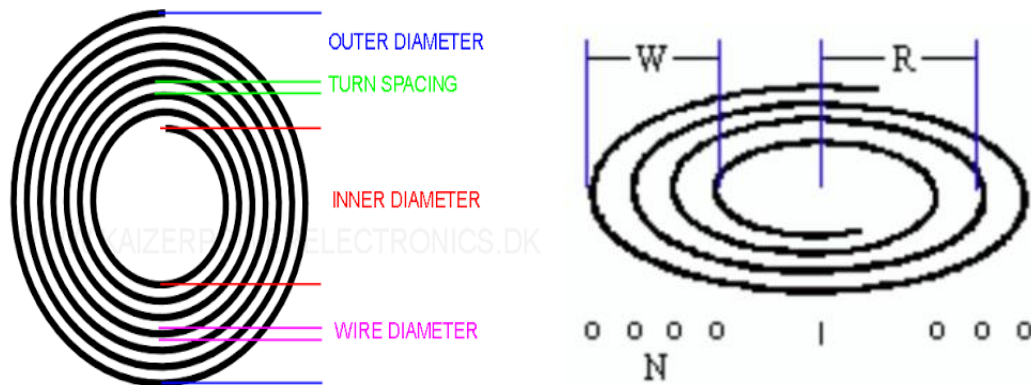 OUTER DIAMETER
TURN SPACING
INNER DIAMETER
WIRE DIAMETER
W
R
N